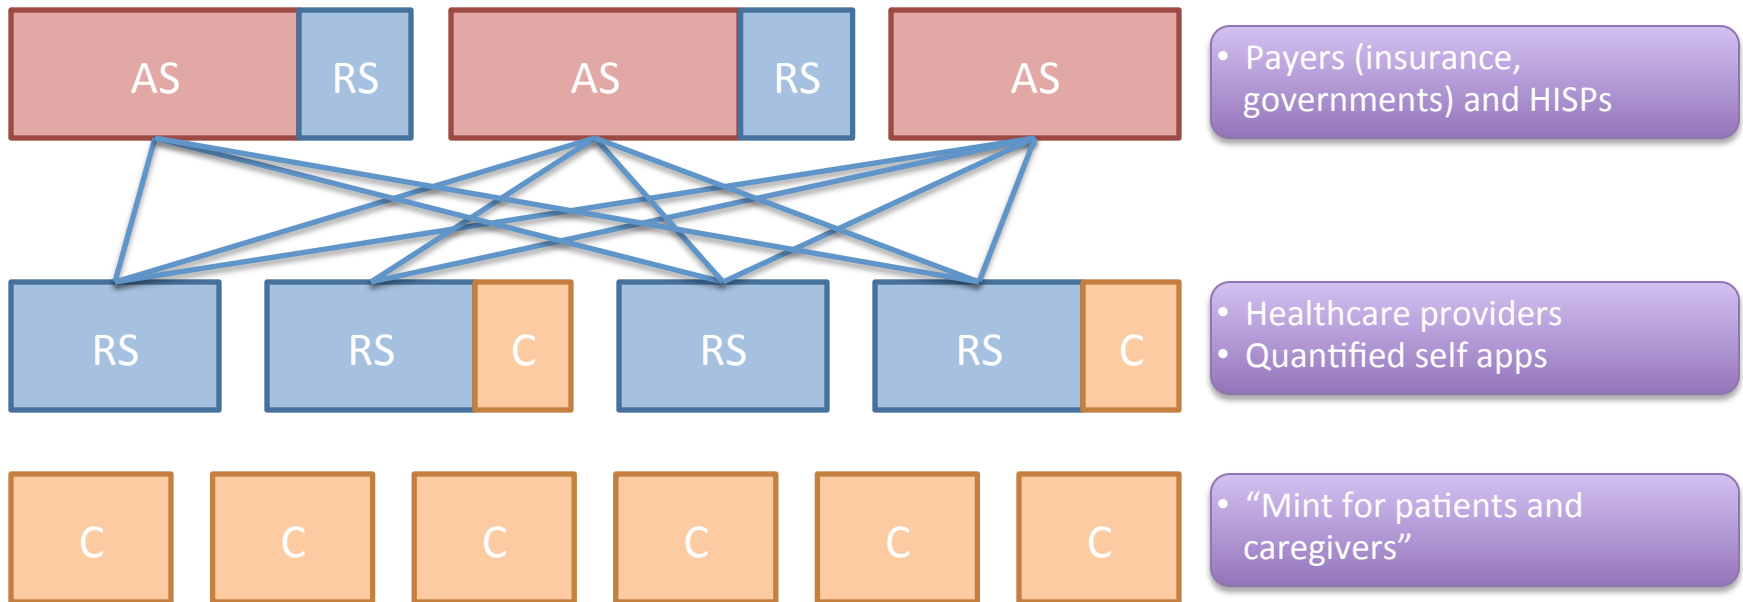 AS RS AS RS AS
• Payers (insurance,
governments) and HISPs
RS RS C RS RS C
• Healthcare providers
• Quantified self apps
C C C C C C
• “Mint for patients and
caregivers”